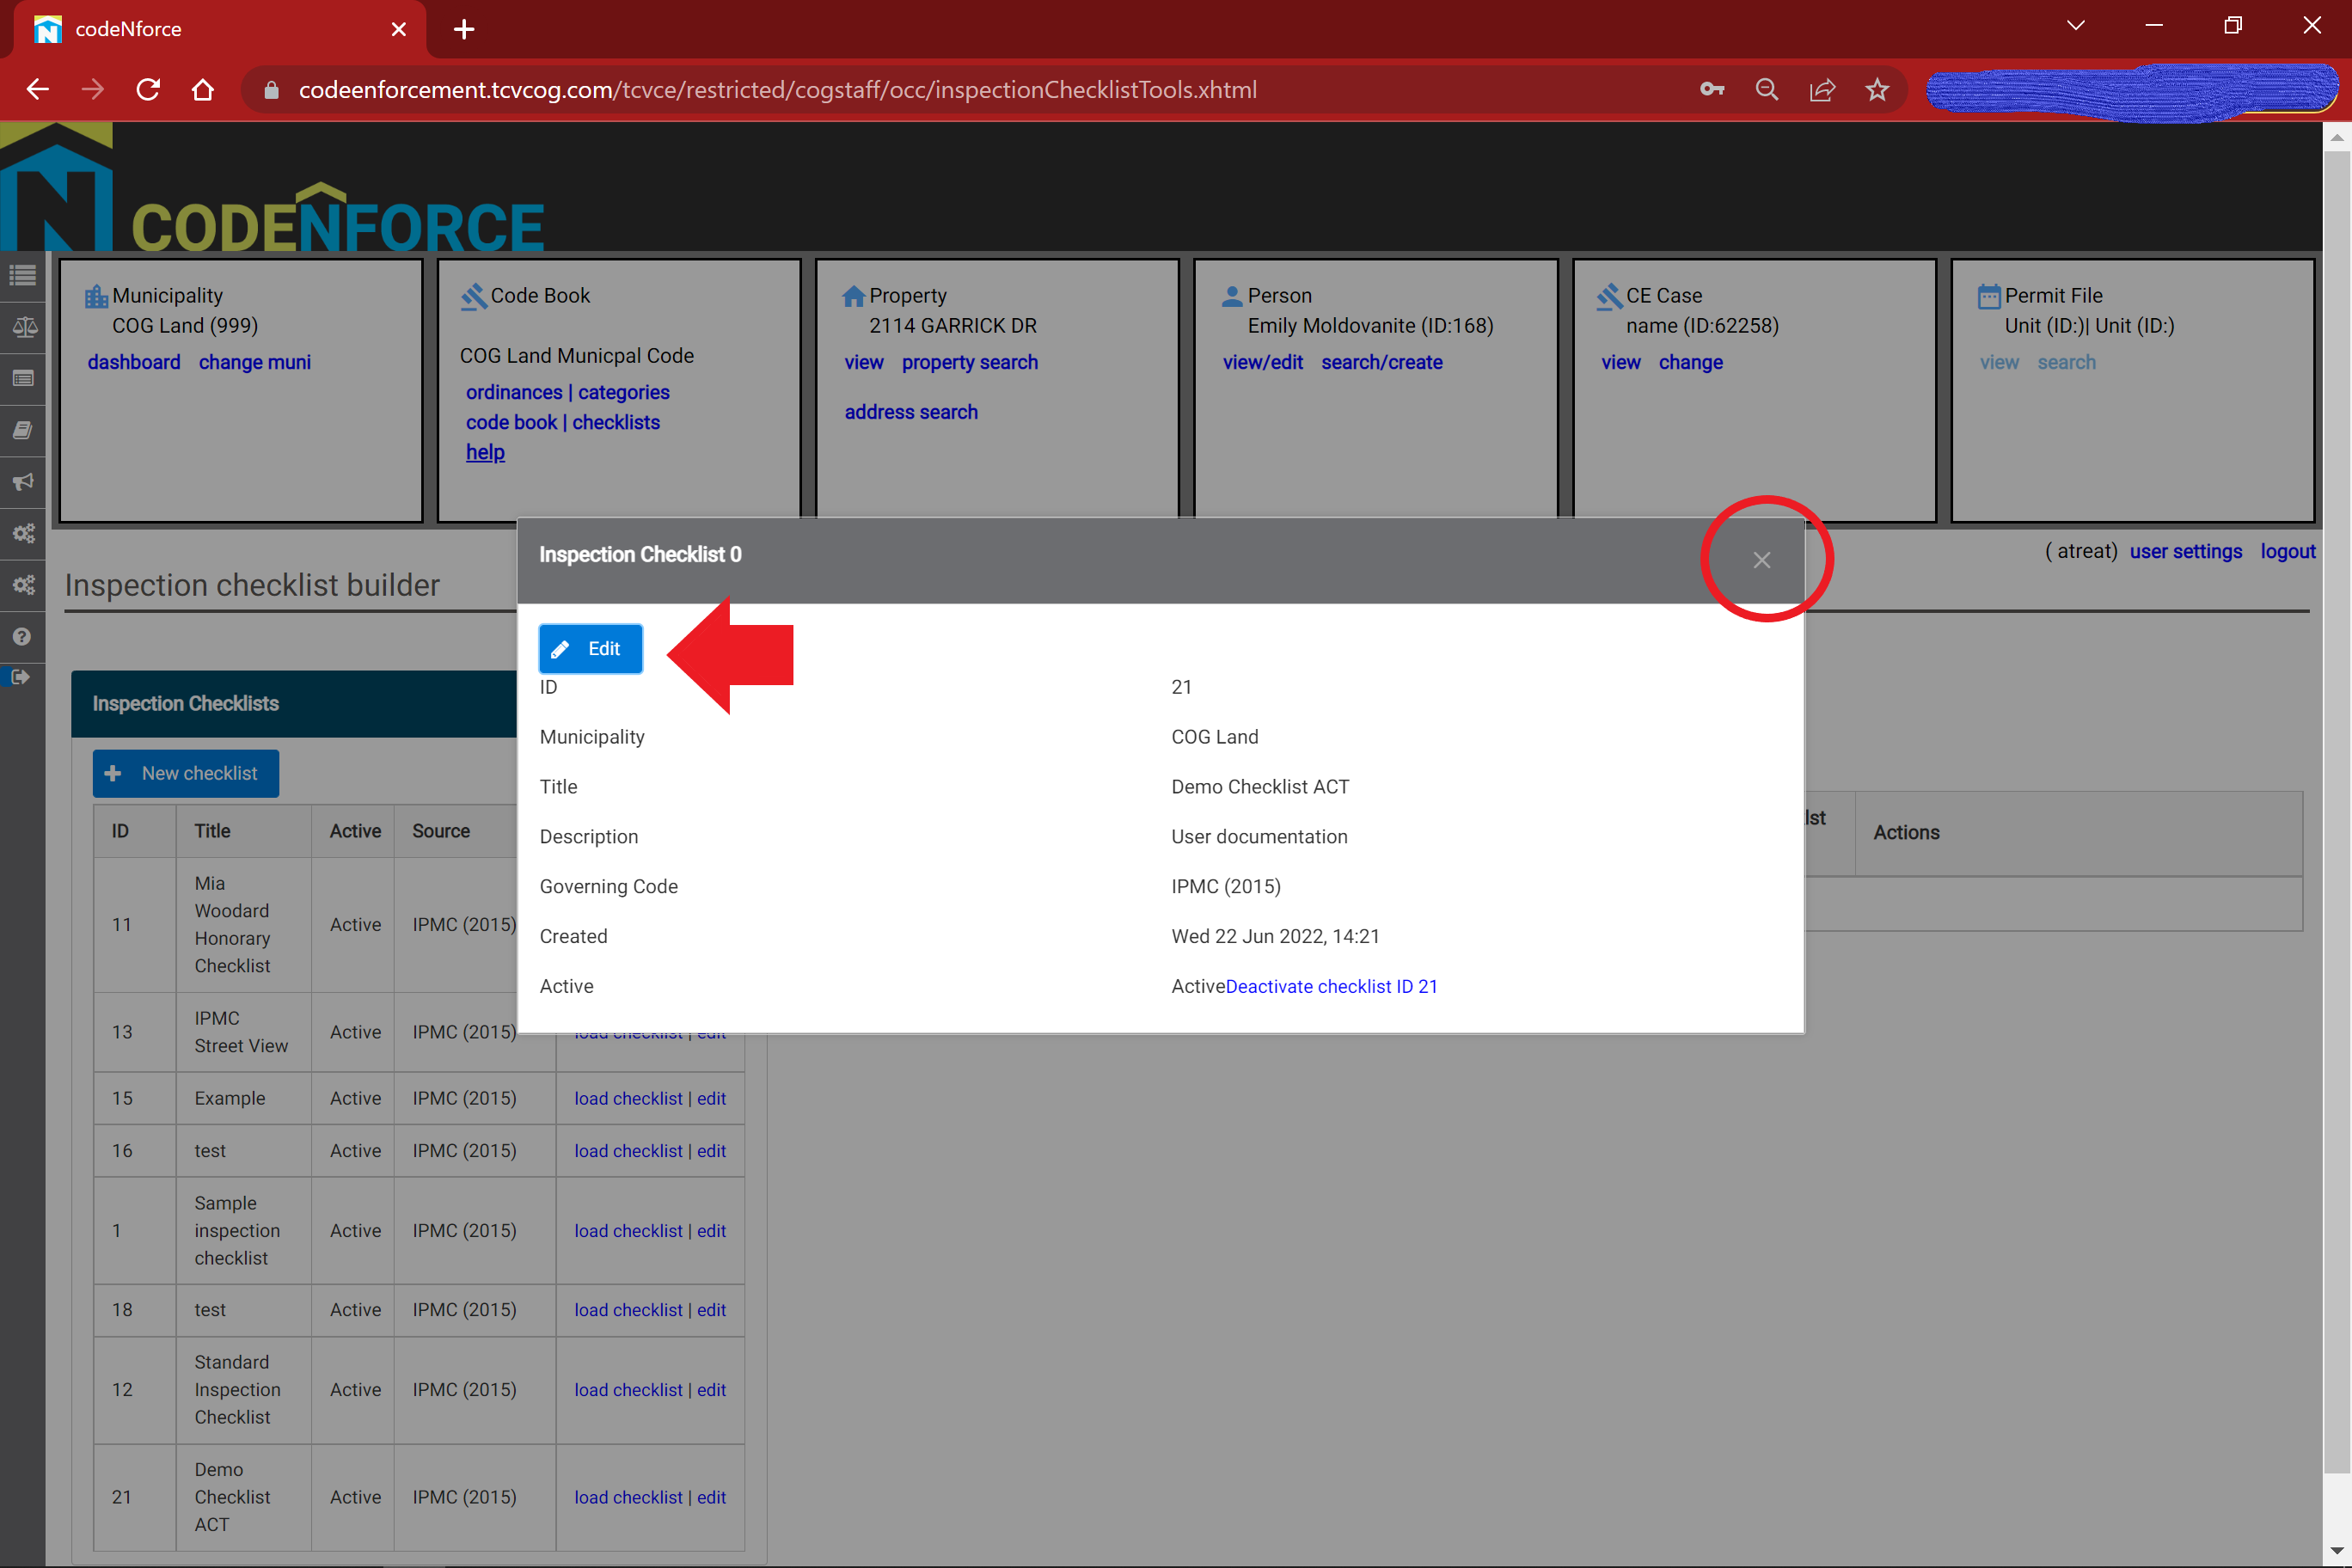 codeNforce
codeenforcement.tcvcog.com/tcvce/restricted/cogstaff/occ/inspectionChecklistTools.xhtml
N CODENFORCE
Municipality
COG Land (999)
dashboard change muni
Code Book
COG Land Municpal Code
ordinances | categories
code book | checklists
help
Property
2114 GARRICK DR
view property search
address search
Person
Emily Moldovanite (ID:168)
view/edit search/create
CE Case
name (ID:62258)
view change
Permit File
Unit (ID:)| Unit (ID:)
view search
( atreat) user settings logout
Inspection checklist builder
Inspection Checklist 0
Edit
ID 21
Municipality COG Land
Title Demo Checklist ACT
Description User documentation
Governing Code IPMC (2015)
Created Wed 22 Jun 2022, 14:21
Active ActiveDeactivate checklist ID 21
Inspection Checklists
New checklist
ID Title Active Source
11 Mia Woodard Honorary Checklist Active IPMC (2015)
13 IPMC Street View Active IPMC (2015) load checklist | edit
15 Example Active IPMC (2015) load checklist | edit
16 test Active IPMC (2015) load checklist | edit
1 Sample inspection checklist Active IPMC (2015) load checklist | edit
18 test Active IPMC (2015) load checklist | edit
12 Standard Inspection Checklist Active IPMC (2015) load checklist | edit
21 Demo Checklist ACT Active IPMC (2015) load checklist | edit
Actions